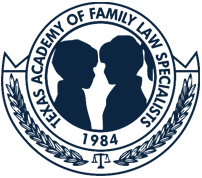 TEXAS ACADEMY OF FAMILY LAW SPECIALISTS
1984